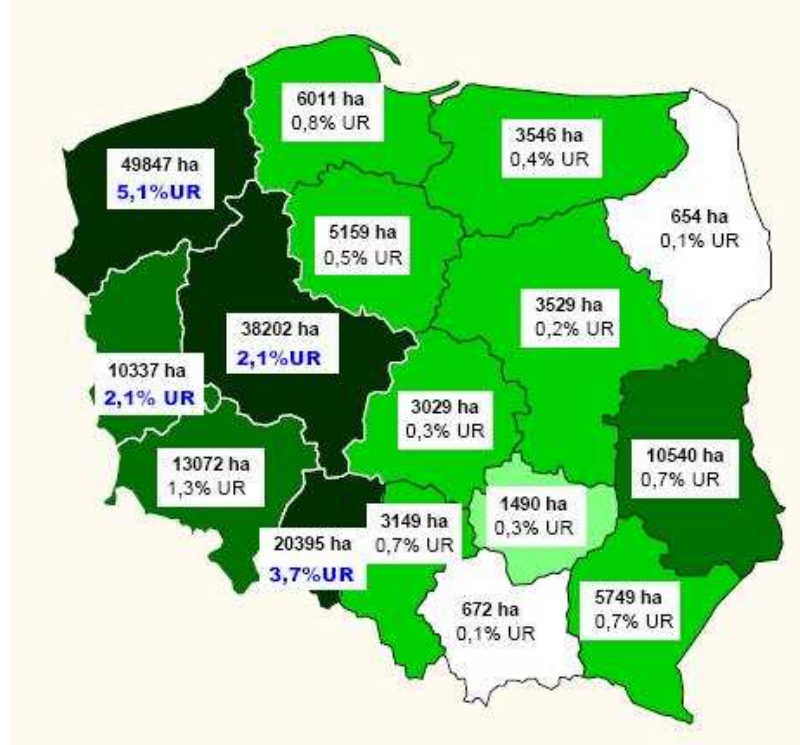 6011 ha
0,8% UR
3546 ha
0,4% UR
49847 ha
5,1%UR
654 ha
0,1% UR
5159 ha
0,5% UR
3529 ha
0,2% UR
38202 ha
2,1%UR
10337 ha
2,1% UR
3029 ha
0,3% UR
10540 ha
0,7% UR
13072 ha
1,3% UR
1490 ha
0,3% UR
3149 ha
0,7% UR
20395 ha
3,7%UR
672 ha
0,1% UR
5749 ha
0,7% UR